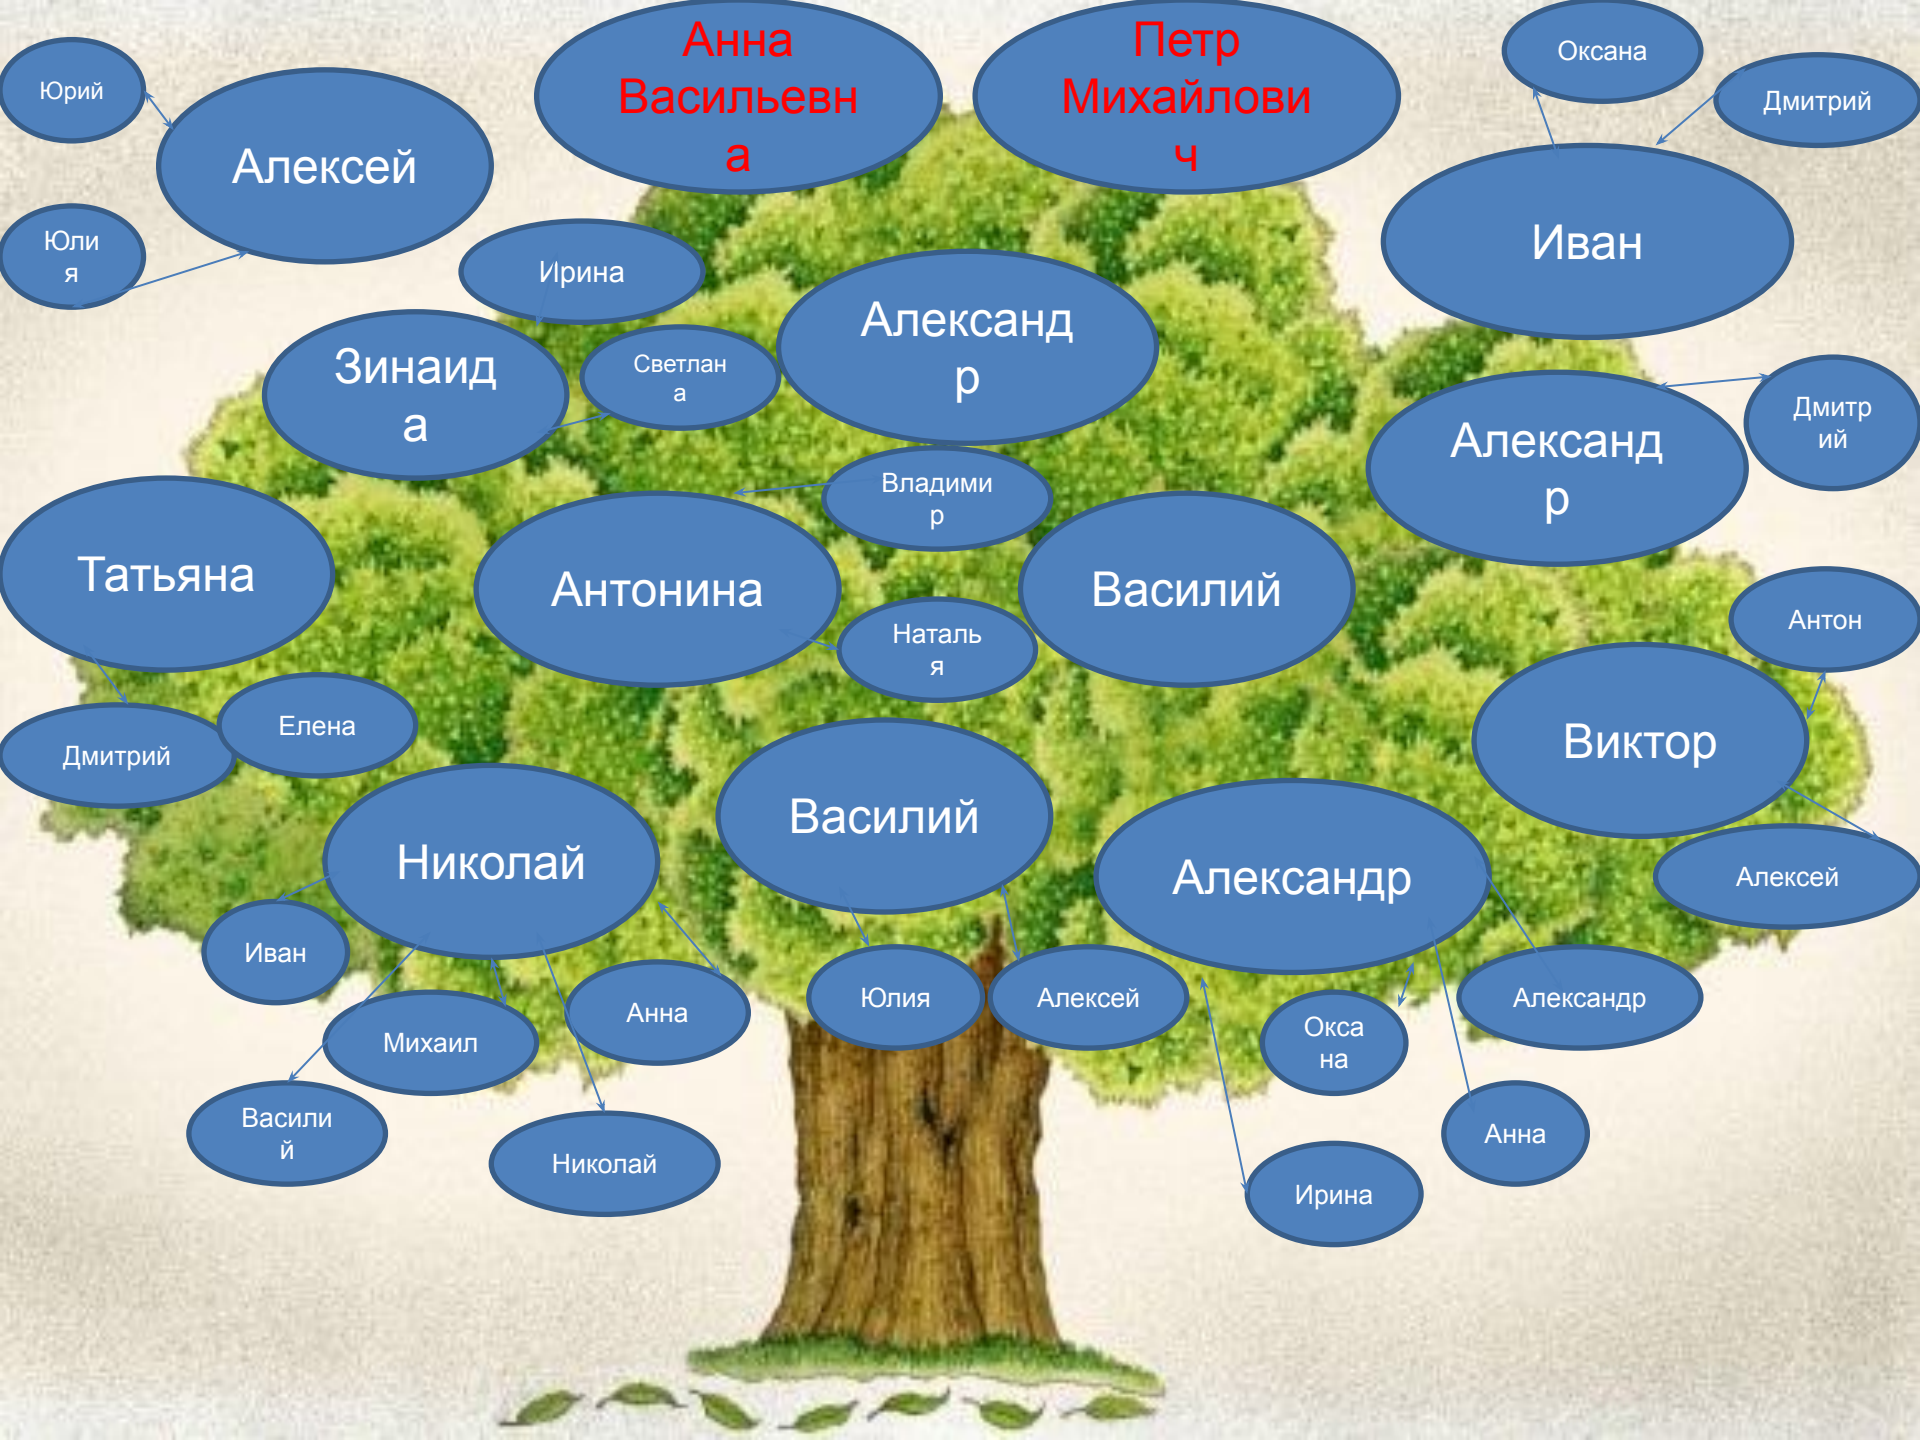 Анна
Васильевн
а
Петр
Михайлови
ч
Оксана
Дмитрий
Юрий
Алексей
Юли
я
Иван
Ирина
Зинаид
а
Светлан
а
Александ
р
Александ
р
Дмитр
ий
Владими
р
Татьяна
Антонина
Василий
Наталь
я
Антон
Виктор
Дмитрий
Елена
Николай
Василий
Александр
Алексей
Иван
Михаил
Анна
Юлия
Алексей
Окса
на
Александр
Васили
й
Николай
Анна
Ирина